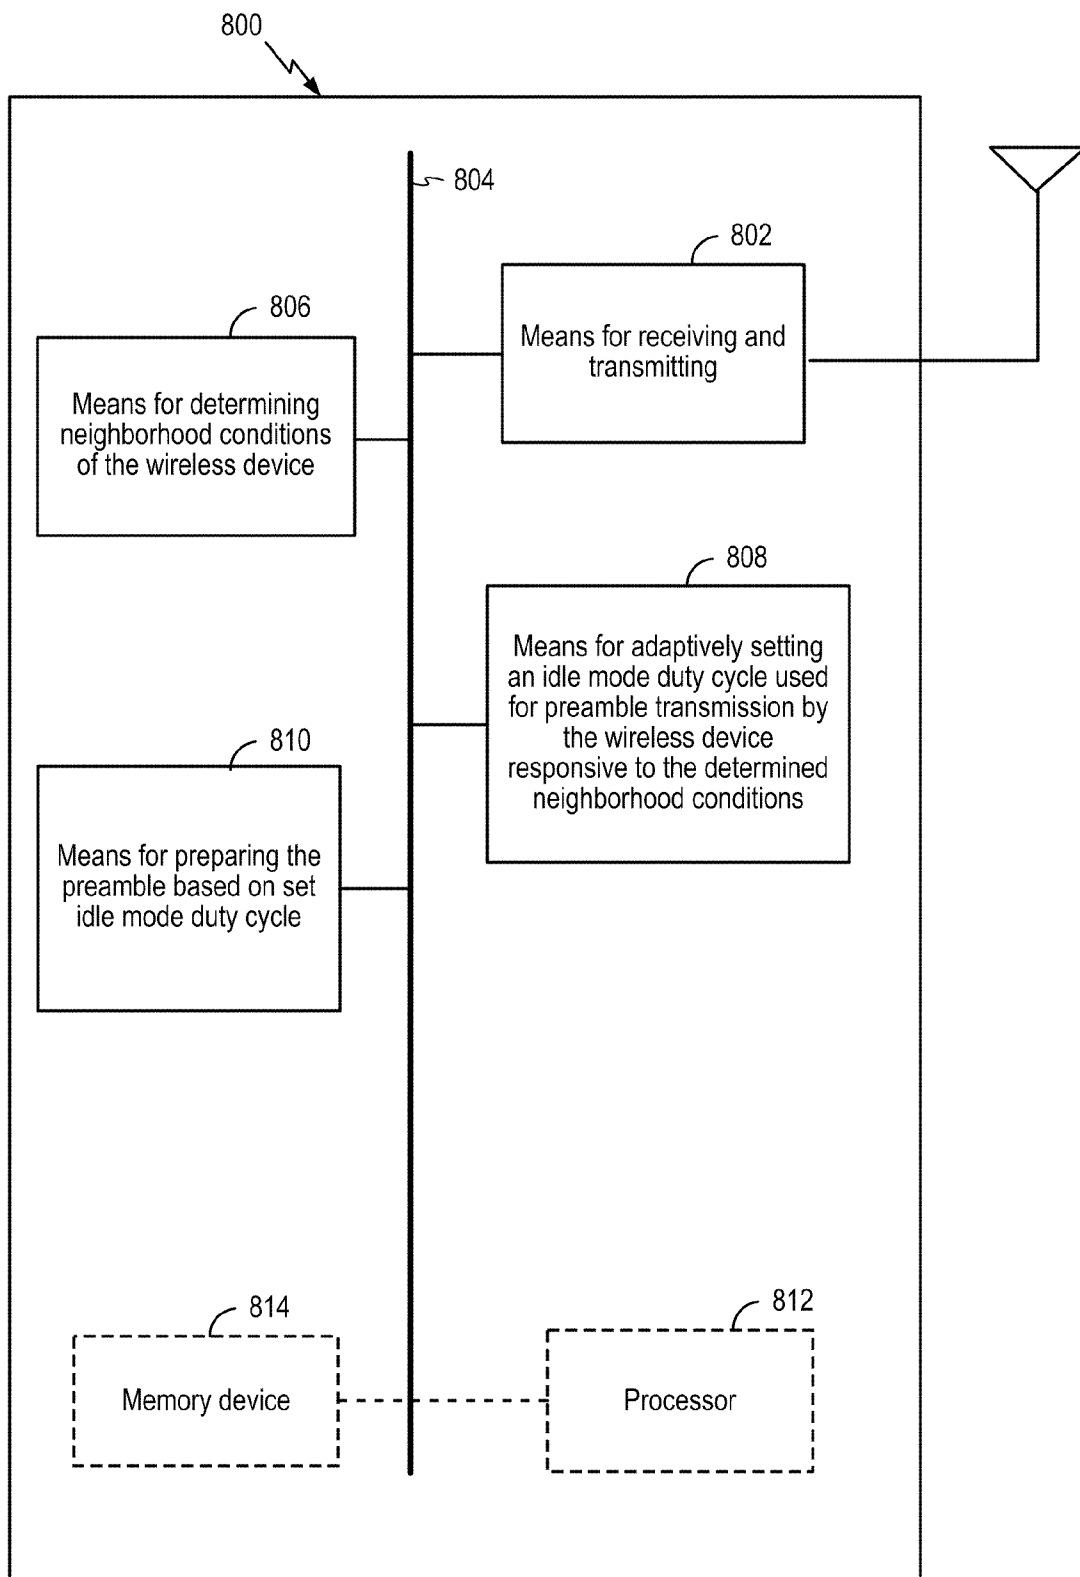 800
804
802
Means for receiving and
transmitting
806
Means for determining
neighborhood conditions
of the wireless device
808
Means for adaptively setting
an idle mode duty cycle used
for preamble transmission by
the wireless device
responsive to the determined
neighborhood conditions
810
Means for preparing the
preamble based on set
idle mode duty cycle
814
Memory device
812
Processor